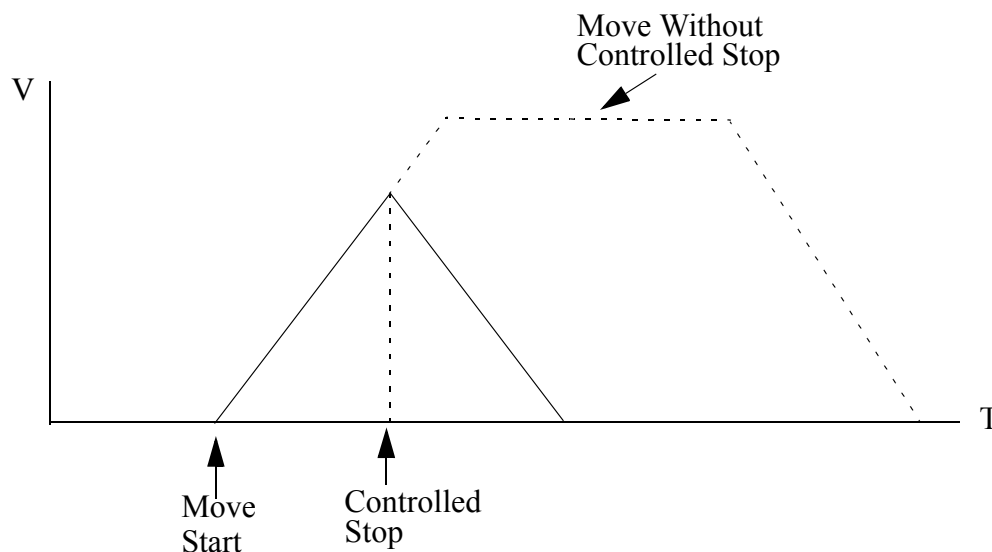 Move Without
Controlled Stop
V
T
Move
Start
Controlled
Stop